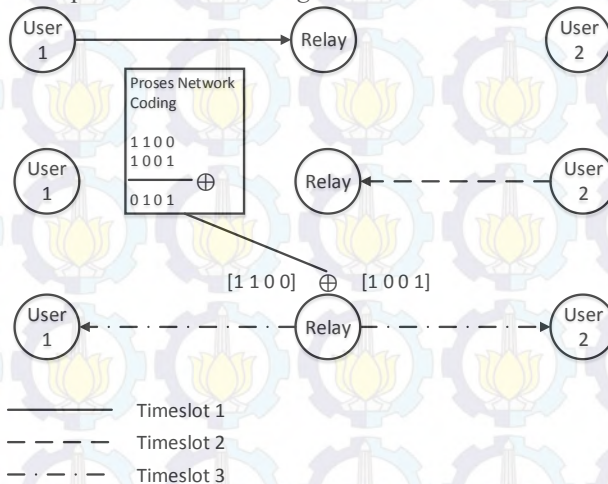 User
1
Relay
User
2
Proses Network
Coding
1 1 0 0
1 0 0 1
⊕
0 1 0 1
User
1
Relay
User
2
[1 1 0 0] ⊕ [1 0 0 1]
User
1
Relay
User
2
Timeslot 1
Timeslot 2
Timeslot 3